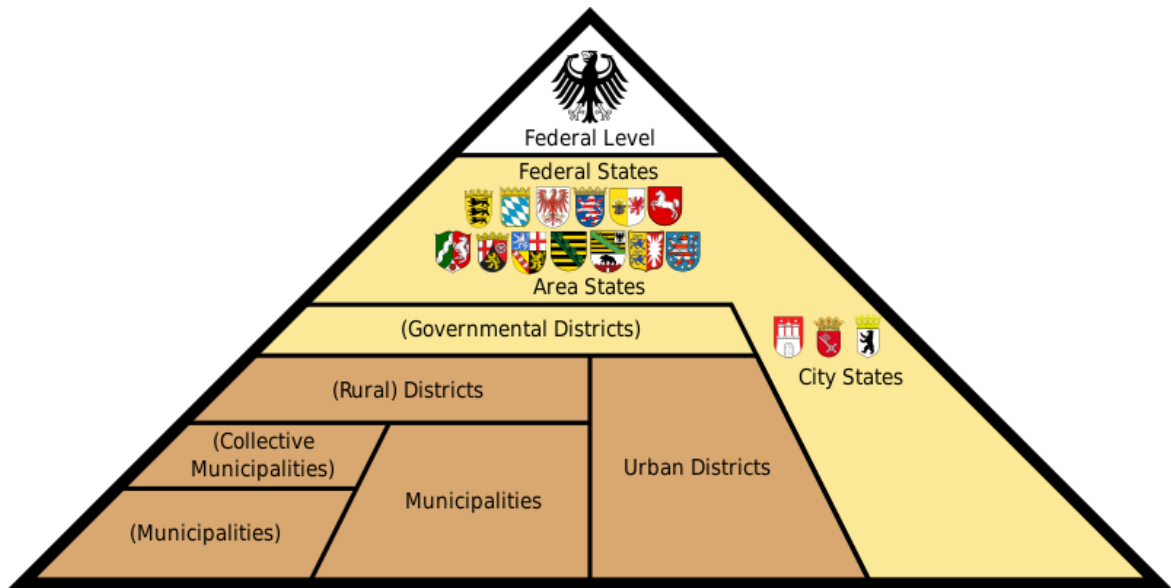 Federal Level
Federal States
Area States
(Governmental Districts)
City States
(Rural) Districts
(Collective
Municipalities)
Urban Districts
Municipalities
(Municipalities)